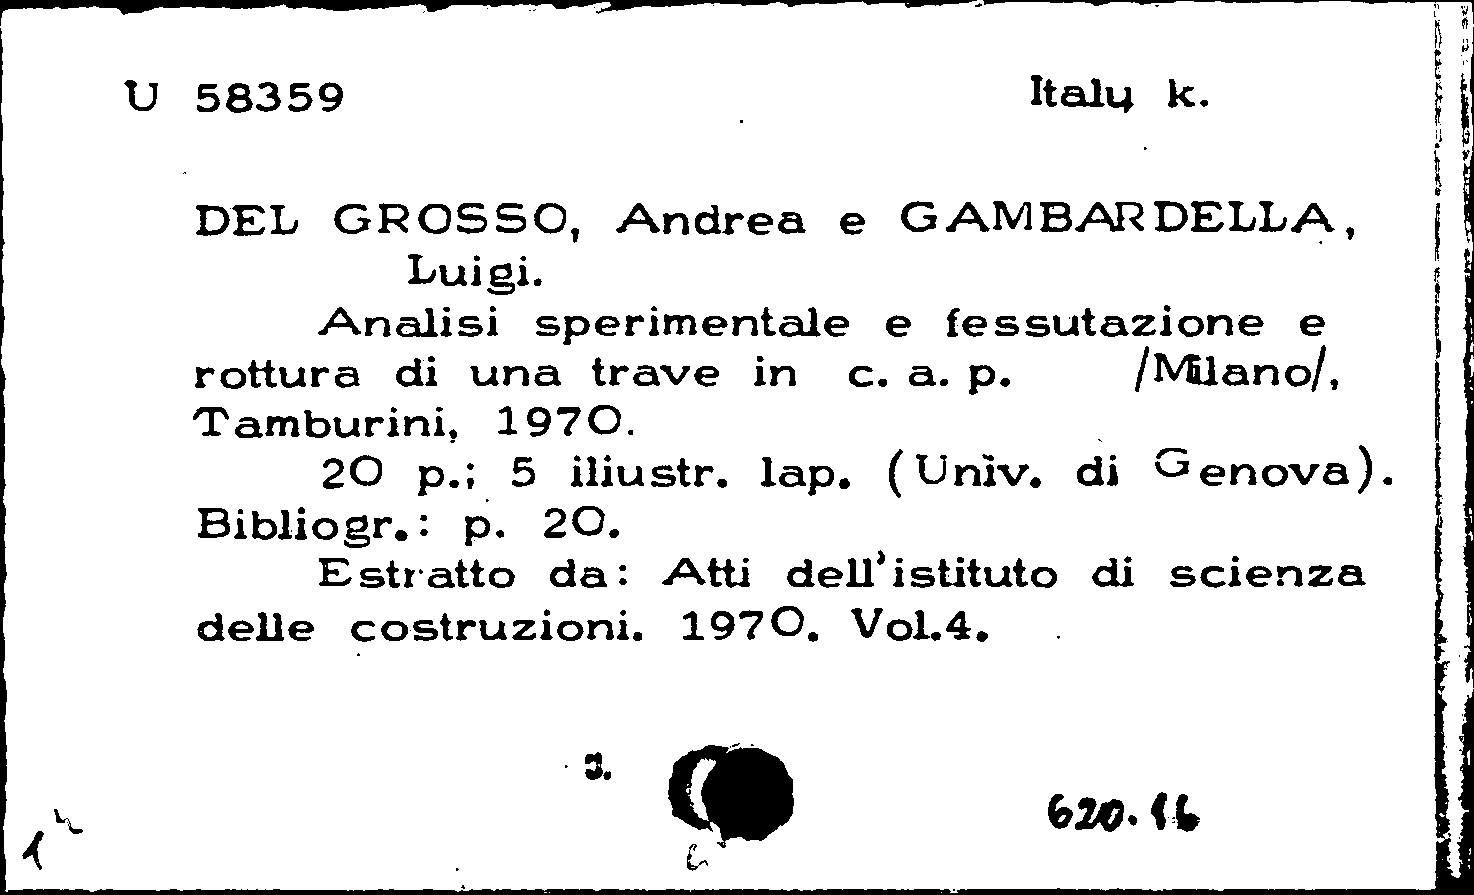 U 58359 Italy k.
DEL GROSSO, Andrea e GAMBARDELLA,
Luigi.
Analisi sperimentale e fessutazione e
rottura di una trave in c. a. p. /Milano/,
Tamburini, 1970.
20 p.; 5 iliustr. lap. (Univ. di Genova).
Bibliogr.: p. 20.
Estratto da: Atti dell'istituto di scienza
delle costruzioni. 1970. Vol.4.
620.16